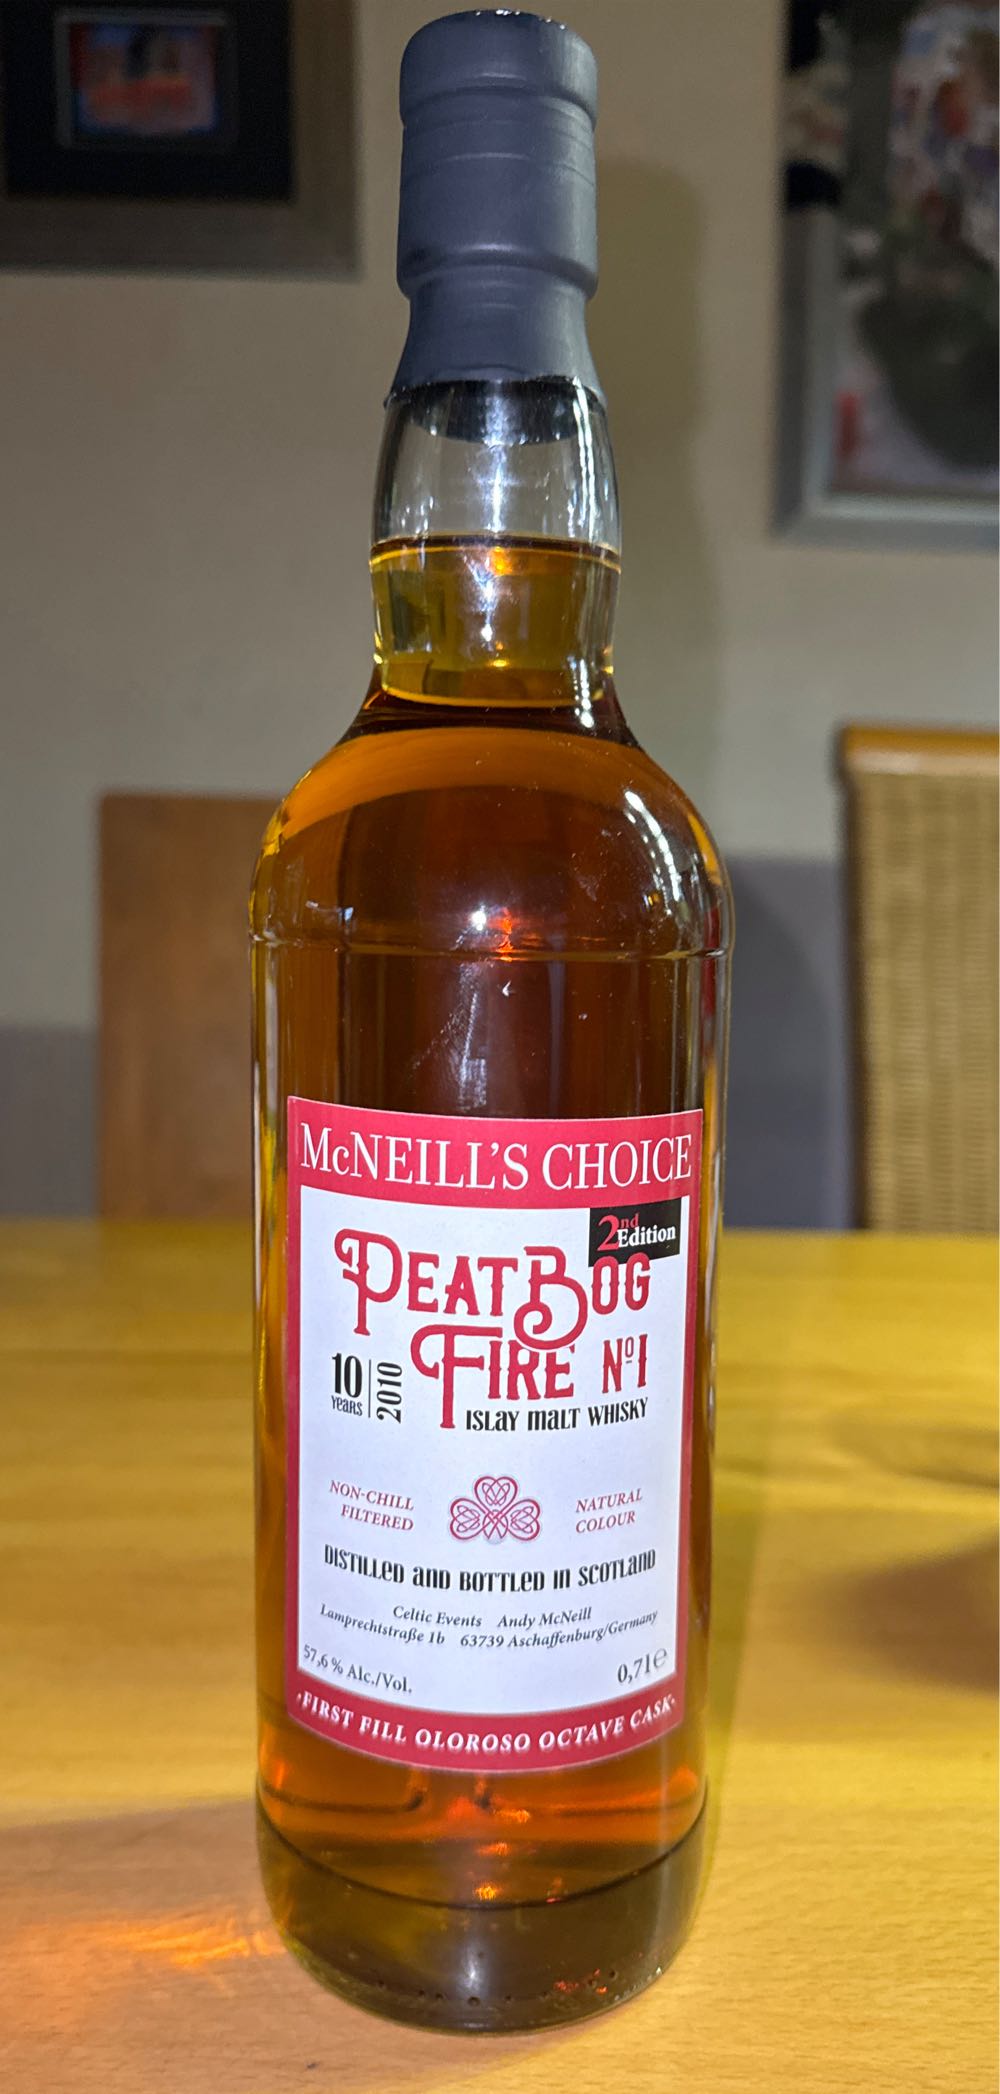 McNEILL'S CHOICE
2nd Edition
PEAT BOG
FIRE Nº1
10 YEARS 2010
ISLAY MALT WHISKY
NON-CHILL FILTERED
NATURAL COLOUR
DISTILLED AND BOTTLED IN SCOTLAND
Celtic Events Andy McNeill
Lamprechtstraße 1b 63739 Aschaffenburg/Germany
57,6 % Alc./Vol.
0,7l e
·FIRST FILL OLOROSO OCTAVE CASK·